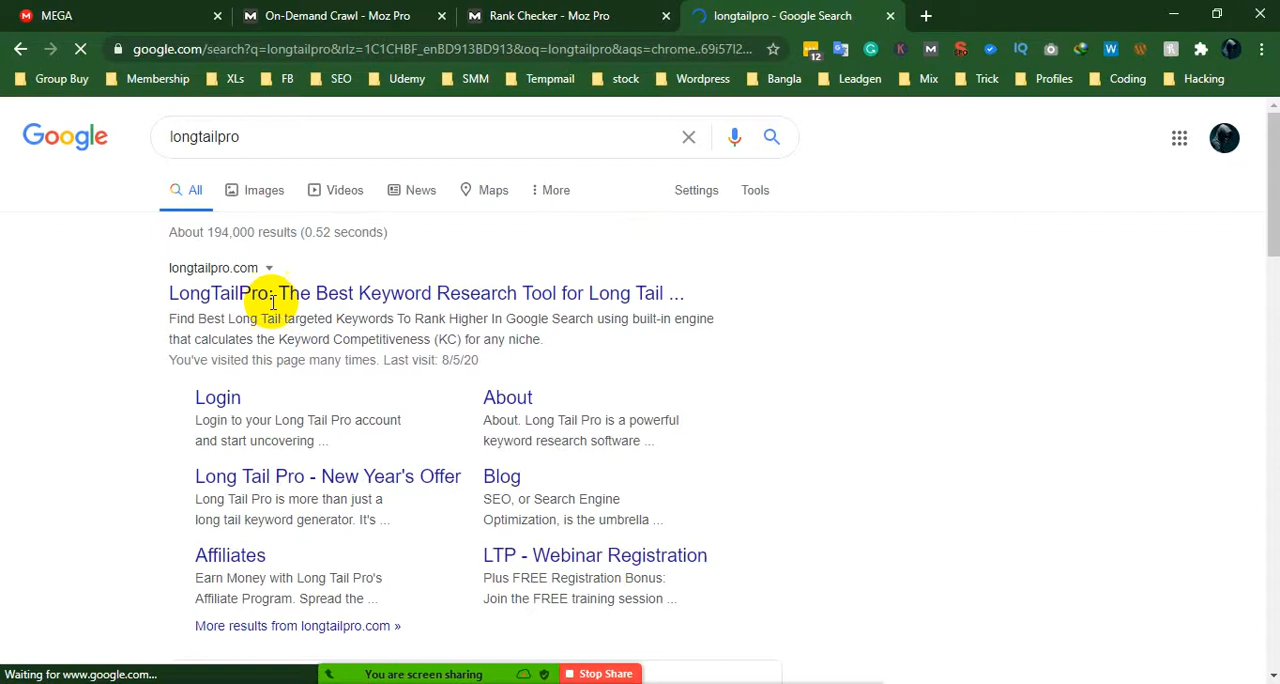 MEGA
On-Demand Crawl - Moz Pro
Rank Checker - Moz Pro
longtailpro - Google Search
google.com/search?q=longtailpro&rlz=1C1CHBF_enBD913BD913&oq=longtailpro&aqs=chrome..69i57l2...
12
IQ
W
Group Buy
Membership
XLs
FB
SEO
Udemy
SMM
Tempmail
stock
Wordpress
Bangla
Leadgen
Mix
Trick
Profiles
Coding
Hacking
Google
longtailpro
All
Images
Videos
News
Maps
More
Settings
Tools
About 194,000 results (0.52 seconds)
longtailpro.com
LongTailPro: The Best Keyword Research Tool for Long Tail ...
Find Best Long Tail targeted Keywords To Rank Higher In Google Search using built-in engine
that calculates the Keyword Competitiveness (KC) for any niche.
You've visited this page many times. Last visit: 8/5/20
Login
Login to your Long Tail Pro account
and start uncovering ...
About
About. Long Tail Pro is a powerful
keyword research software ...
Long Tail Pro - New Year's Offer
Long Tail Pro is more than just a
long tail keyword generator. It's ...
Blog
SEO, or Search Engine
Optimization, is the umbrella ...
Affiliates
Earn Money with Long Tail Pro's
Affiliate Program. Spread the ...
LTP - Webinar Registration
Plus FREE Registration Bonus:
Join the FREE training session ...
More results from longtailpro.com »
Waiting for www.google.com...
You are screen sharing
Stop Share